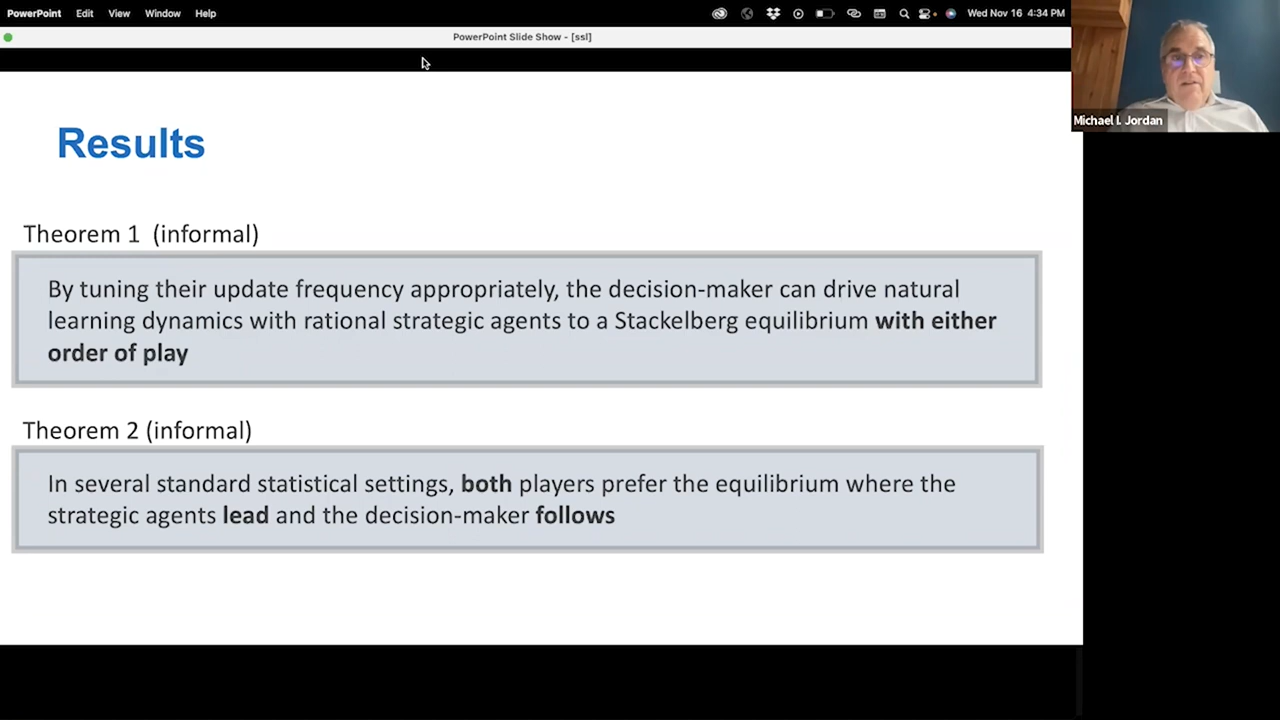 PowerPoint Edit View Window Help Wed Nov 16 4:34 PM
PowerPoint Slide Show - [ssl]
Michael I. Jordan
Results
Theorem 1 (informal)
By tuning their update frequency appropriately, the decision-maker can drive natural
learning dynamics with rational strategic agents to a Stackelberg equilibrium with either
order of play
Theorem 2 (informal)
In several standard statistical settings, both players prefer the equilibrium where the
strategic agents lead and the decision-maker follows